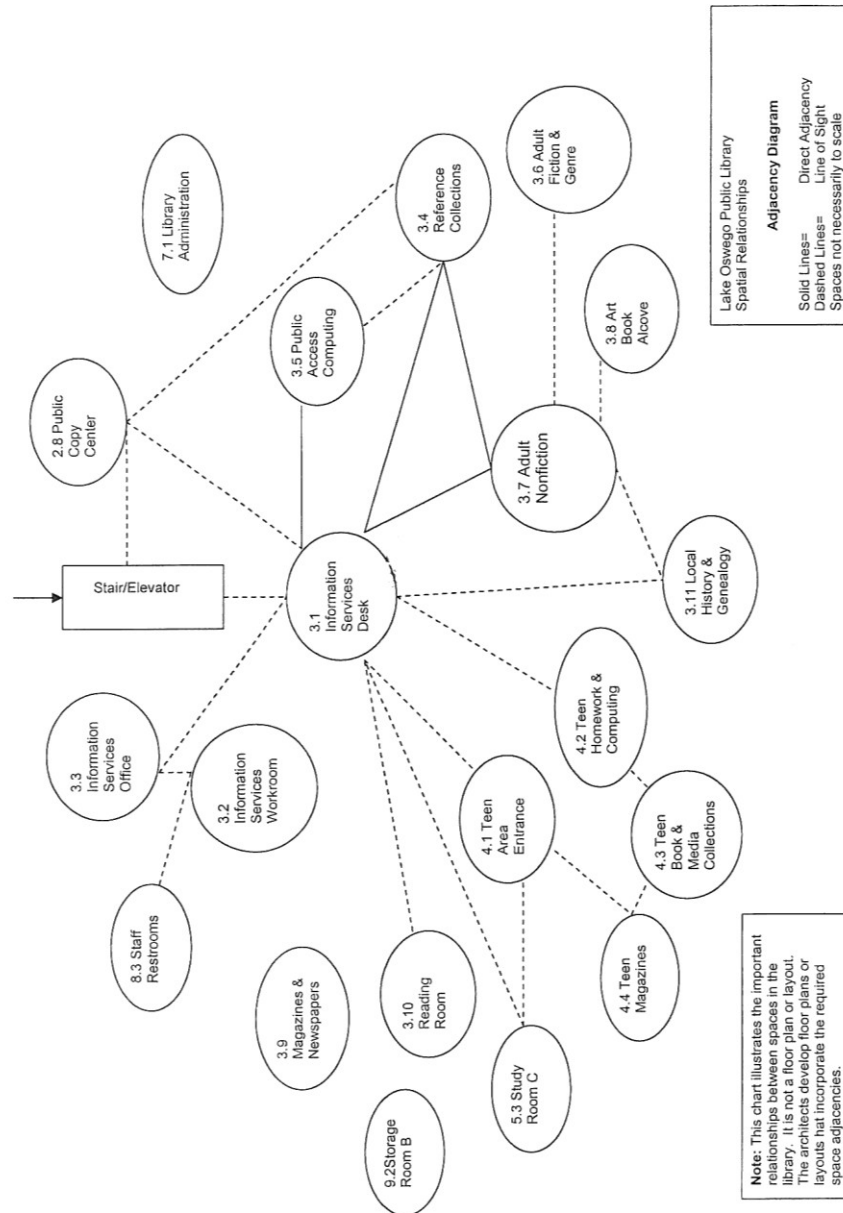 Stair/Elevator
2.8 Public
Copy
Center
7.1 Library
Administration
3.3
Information
Services
Office
3.2
Information
Services
Workroom
8.3 Staff
Restrooms
3.1
Information
Services
Desk
3.5 Public
Access
Computing
3.4
Reference
Collections
3.9
Magazines &
Newspapers
3.10
Reading
Room
9.2Storage
Room B
5.3 Study
Room C
4.1 Teen
Area
Entrance
4.2 Teen
Homework &
Computing
4.3 Teen
Book &
Media
Collections
4.4 Teen
Magazines
3.7 Adult
Nonfiction
3.6 Adult
Fiction &
Genre
3.8 Art
Book
Alcove
3.11 Local
History &
Genealogy
Note: This chart illustrates the important
relationships between spaces in the
library. It is not a floor plan or layout.
The architects develop floor plans or
layouts hat incorporate the required
space adjacencies.
Lake Oswego Public Library
Spatial Relationships
Adjacency Diagram
Solid Lines= Direct Adjacency
Dashed Lines= Line of Sight
Spaces not necessarily to scale